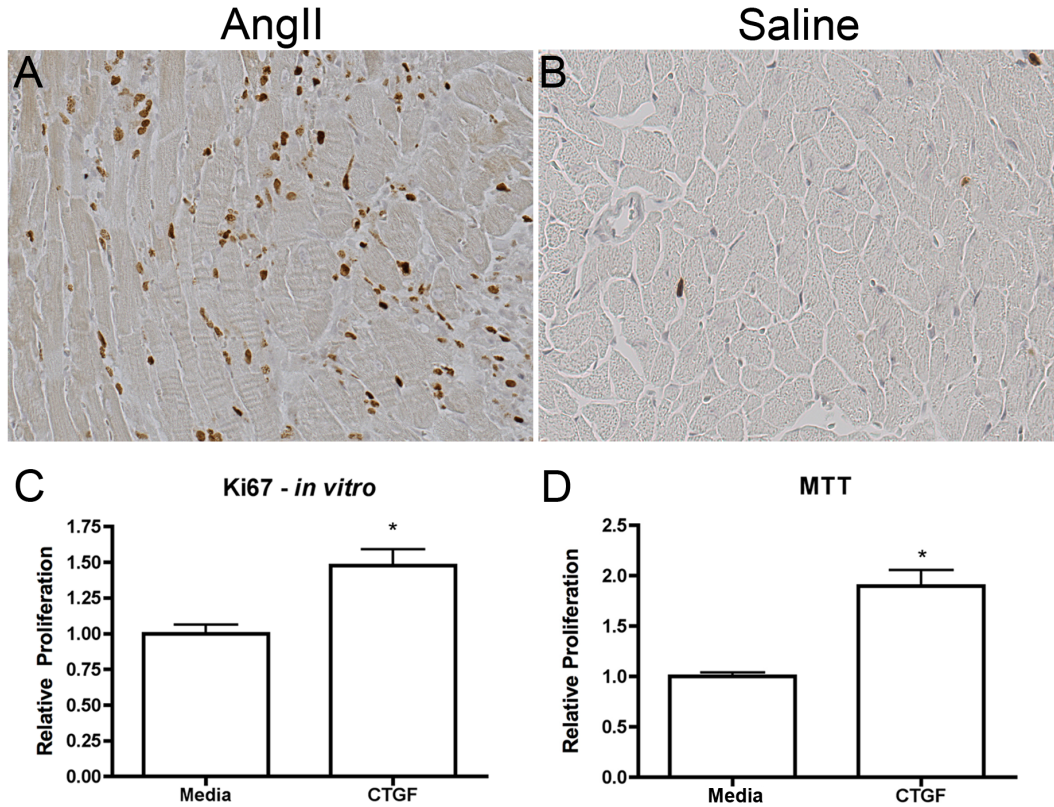 AngII
Saline
A
B
C
Ki67 - in vitro
Relative Proliferation
1.75
1.50
1.25
1.00
0.75
0.50
0.25
0.00
*
Media
CTGF
D
MTT
Relative Proliferation
2.5
2.0
1.5
1.0
0.5
0.0
*
Media
CTGF